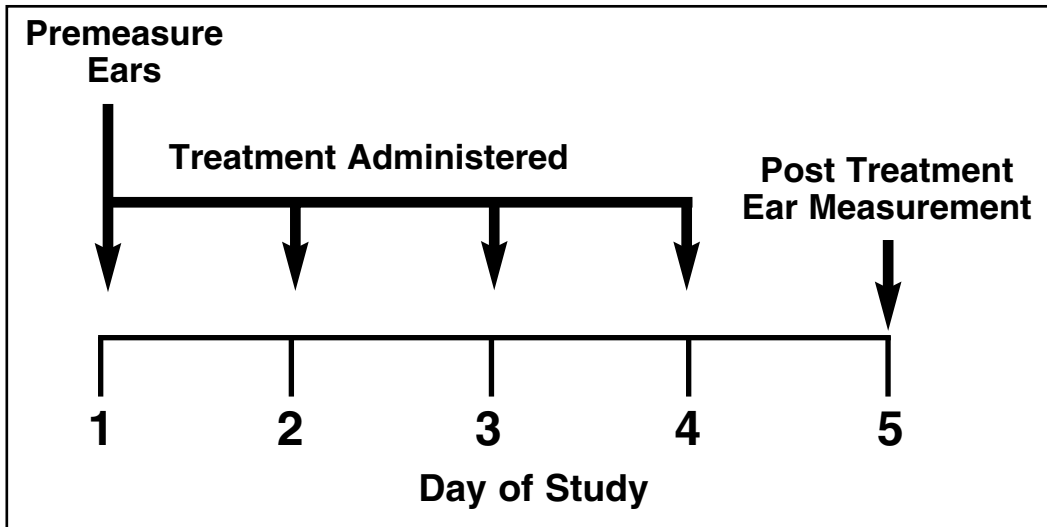 Premeasure
Ears
Treatment Administered
Post Treatment
Ear Measurement
1 2 3 4 5
Day of Study